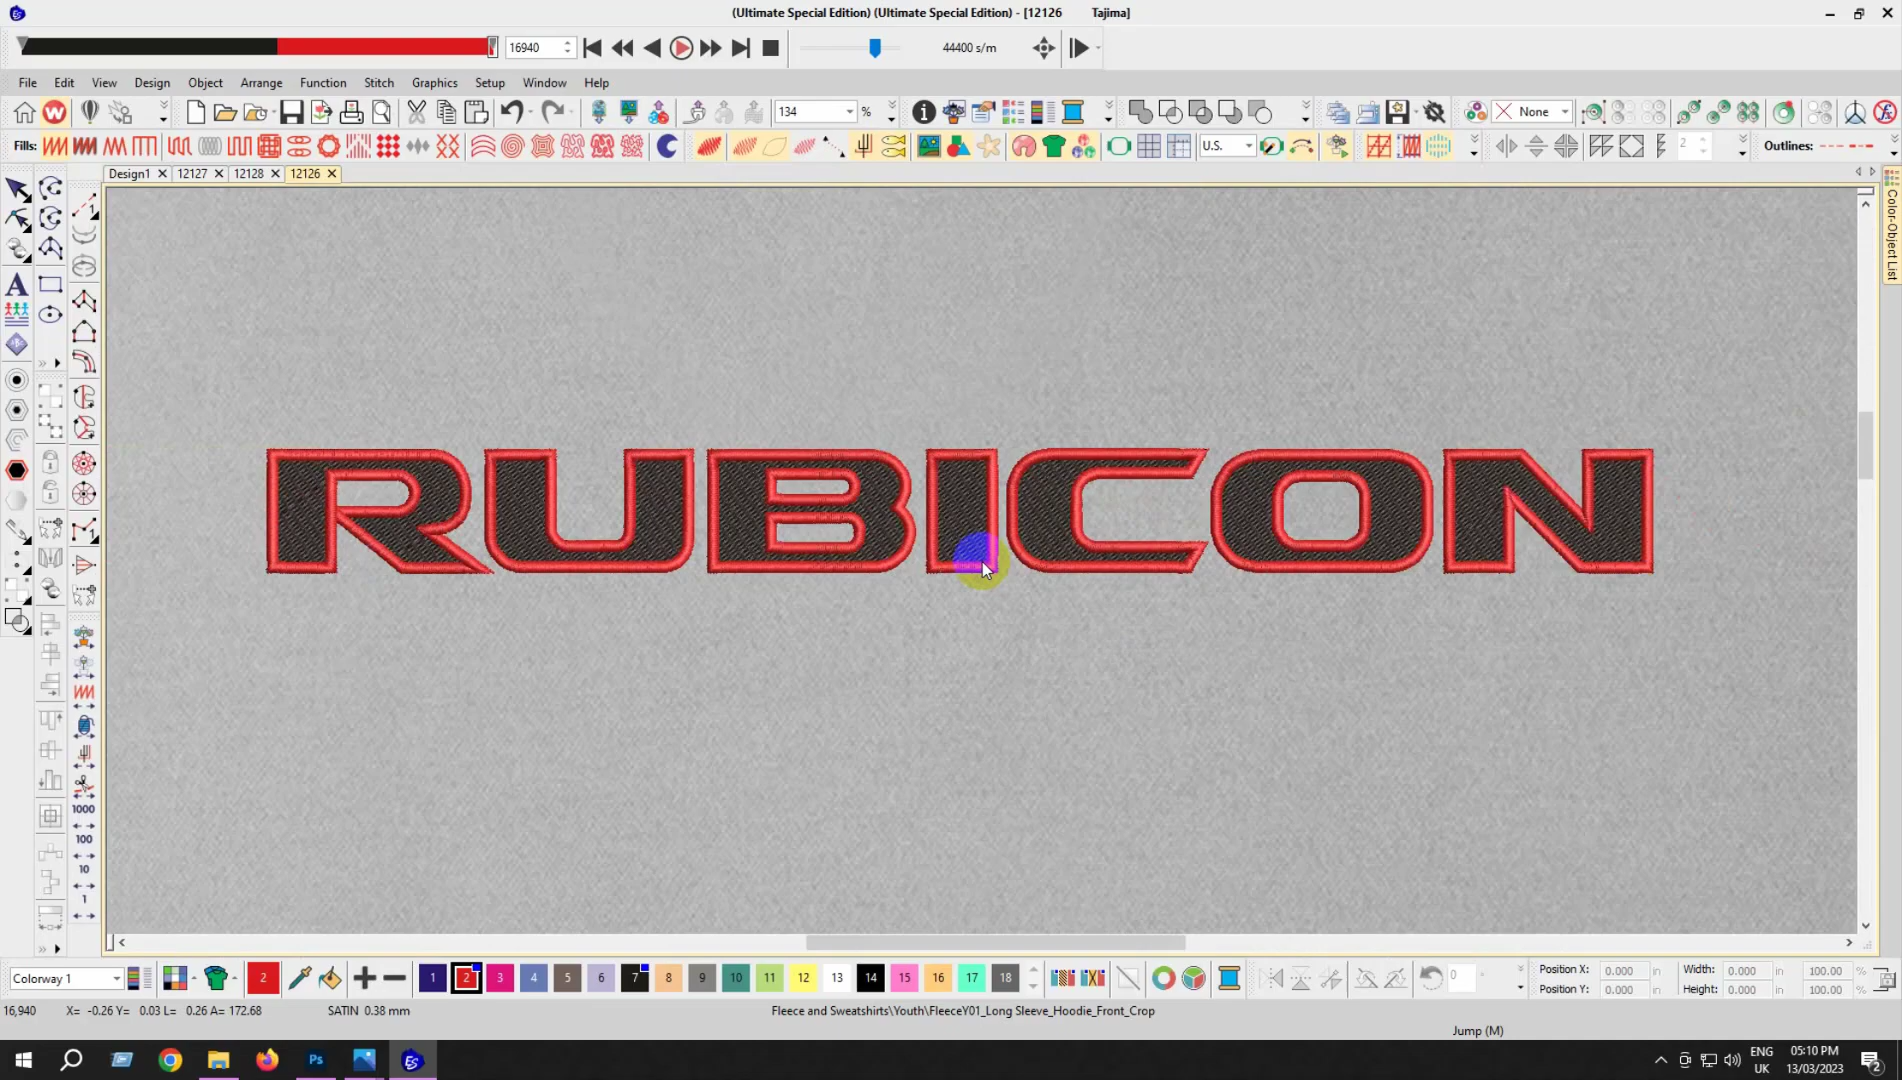 (Ultimate Special Edition) (Ultimate Special Edition) - [12126 Tajima]
16940
44400 s/m
File Edit View Design Object Arrange Function Stitch Graphics Setup Window Help
134 %
None
Fills:
U.S.
2
Outlines:
Design1 12127 12128 12126
Color-Object List
RUBICON
1000
100
10
1
Colorway 1
2
1 2 3 4 5 6 7 8 9 10 11 12 13 14 15 16 17 18
0
Position X: 0.000 in Width: 0.000 in 100.00 %
Position Y: 0.000 in Height: 0.000 in 100.00 %
16,940 X= -0.26 Y= 0.03 L= 0.26 A= 172.68 SATIN 0.38 mm Fleece and Sweatshirts\Youth\FleeceY01_Long Sleeve_Hoodie_Front_Crop
Jump (M)
Ps
ES
ENG
UK
05:10 PM
13/03/2023
2